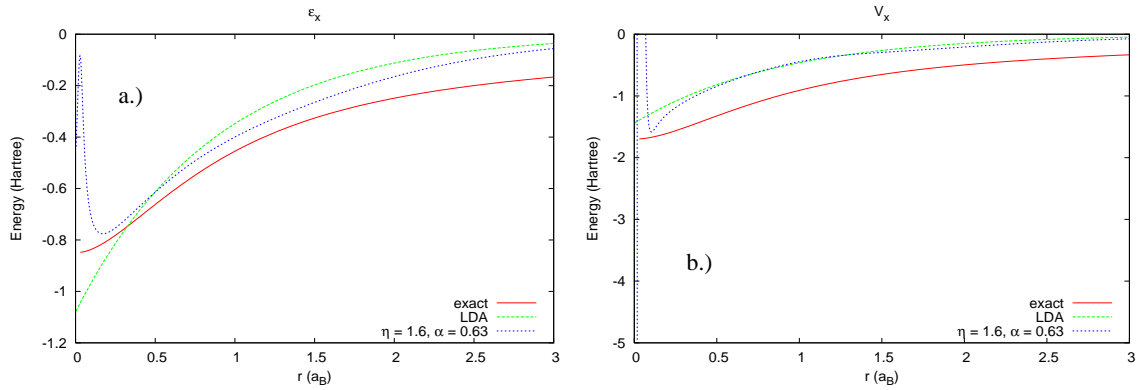 εₓ
Energy (Hartree)
0
-0.2
-0.4
-0.6
-0.8
-1
-1.2
a.)
exact
LDA
η = 1.6, α = 0.63
0 0.5 1 1.5 2 2.5 3
r (a_B)
Vₓ
Energy (Hartree)
0
-1
-2
-3
-4
-5
b.)
exact
LDA
η = 1.6, α = 0.63
0 0.5 1 1.5 2 2.5 3
r (a_B)